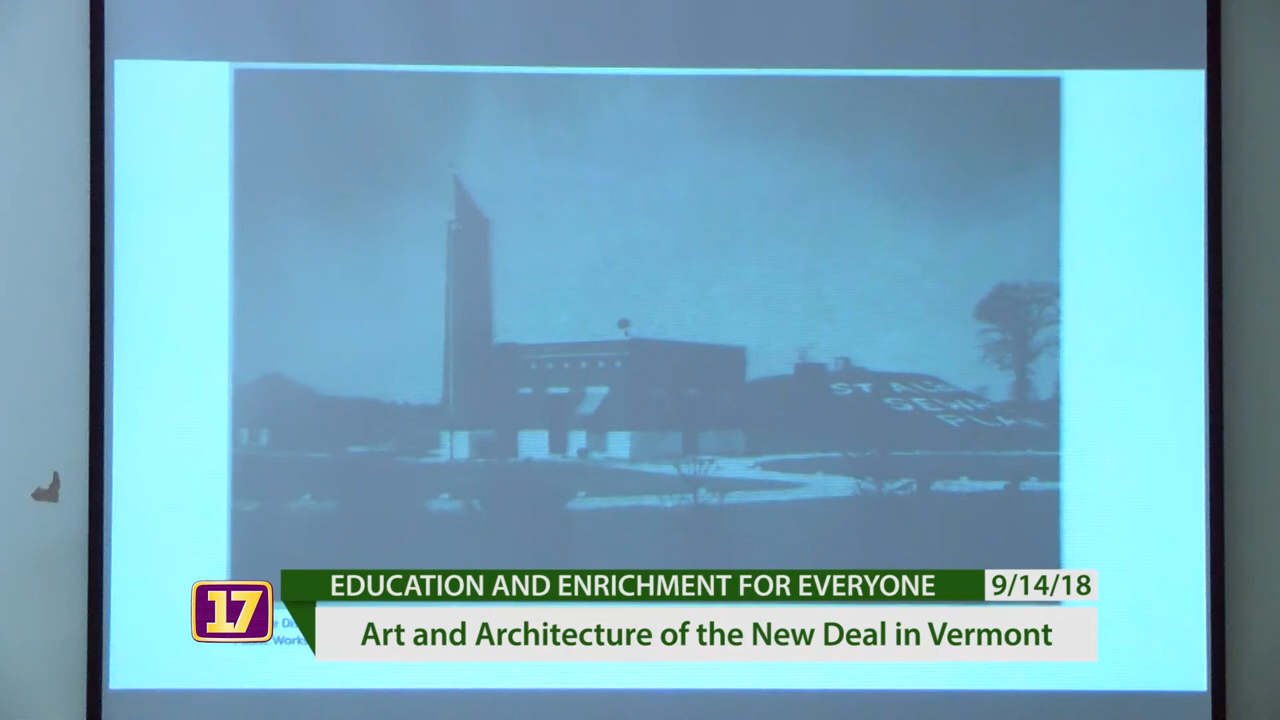 ST AL
SEW
PLA
17
EDUCATION AND ENRICHMENT FOR EVERYONE
9/14/18
Art and Architecture of the New Deal in Vermont
Works